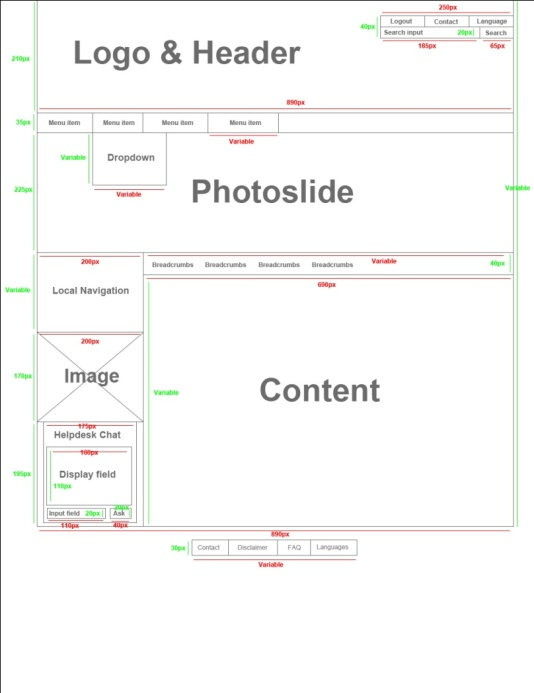 250px
40px
Logout Contact Language
Search input 20px Search
185px 65px
Logo & Header
210px
890px
35px
Menu item Menu item Menu item Menu item
Variable
Variable
Dropdown
Variable
225px
Photoslide
Variable
200px
Breadcrumbs Breadcrumbs Breadcrumbs Breadcrumbs Variable 40px
690px
Variable
Local Navigation
200px
170px
Image
Variable
Content
175px
Helpdesk Chat
160px
195px
Display field
110px
20px
Input field 20px Ask
110px 40px
890px
30px
Contact Disclaimer FAQ Languages
Variable